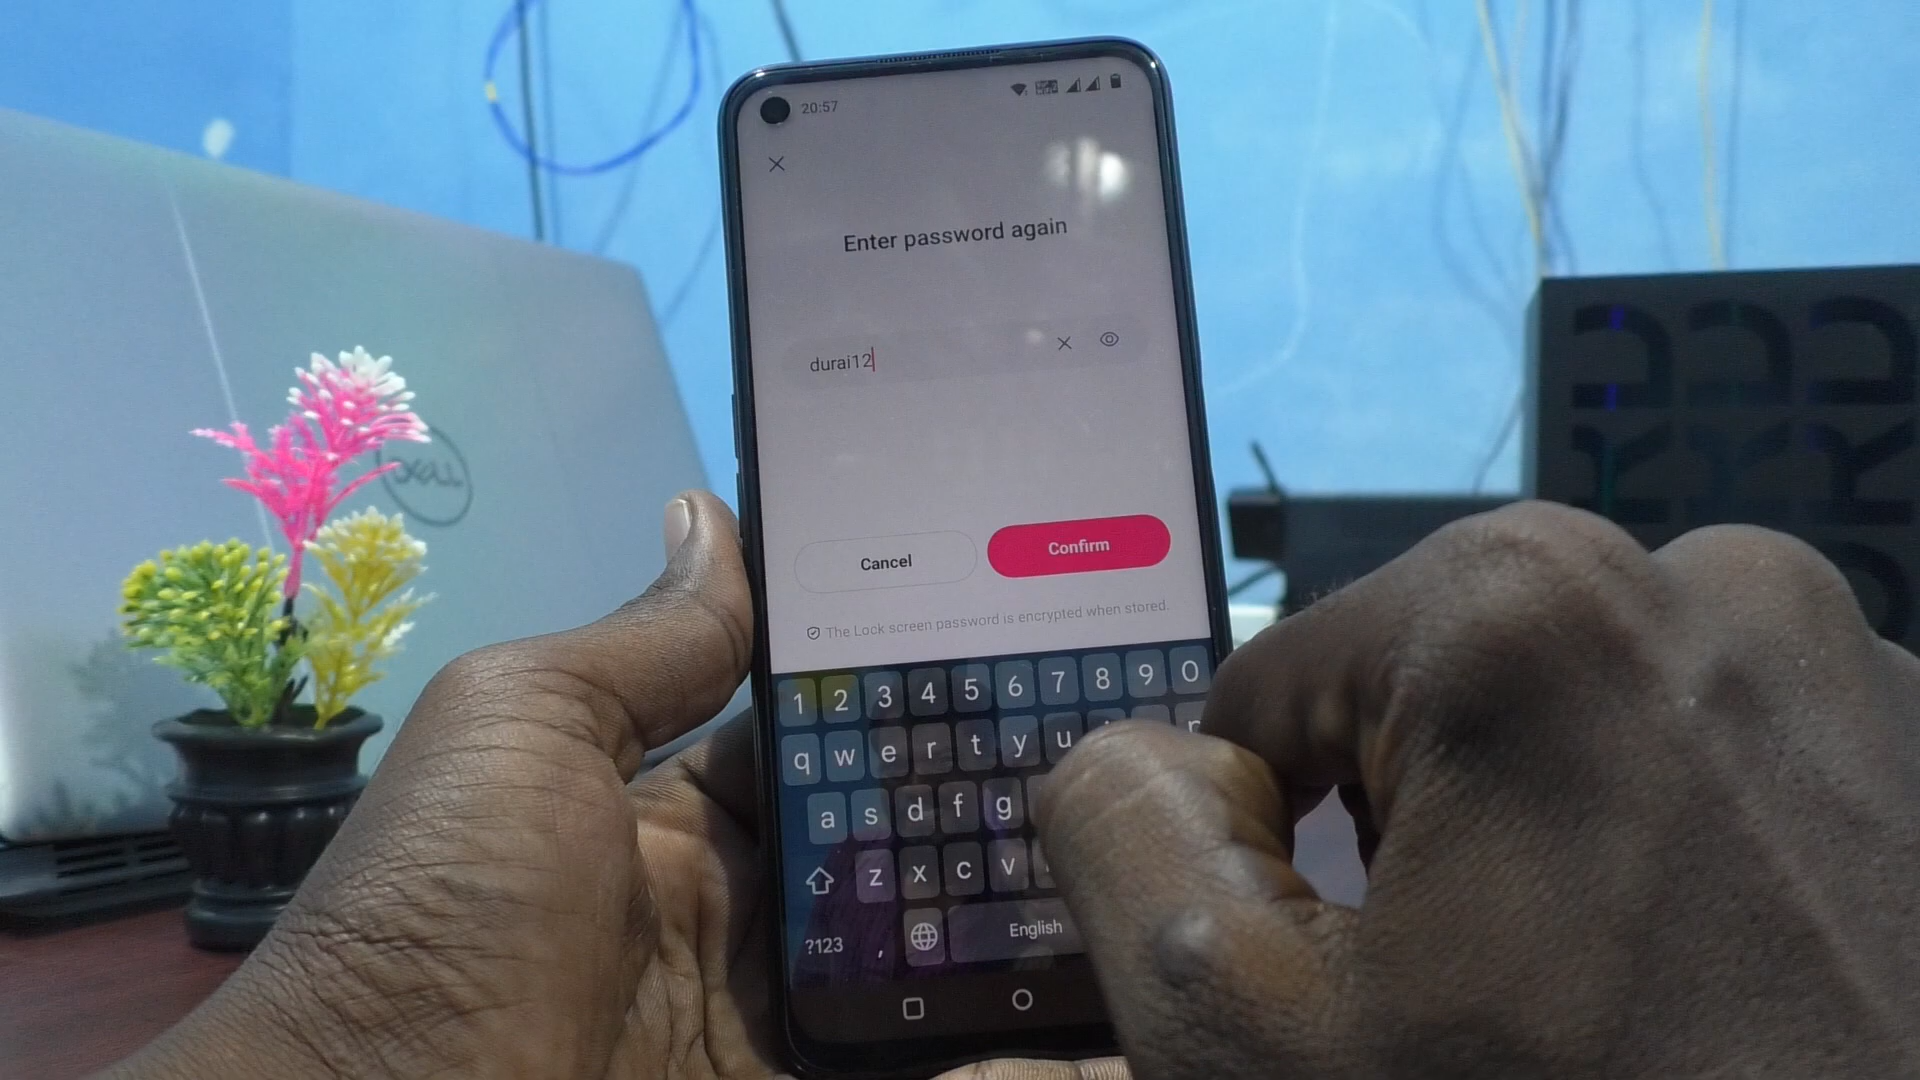 20:57
Enter password again
durai12
Cancel
Confirm
The Lock screen password is encrypted when stored.
1 2 3 4 5 6 7 8 9 0
q w e r t y u
a s d f g
z x c v
?123 , English
DELL